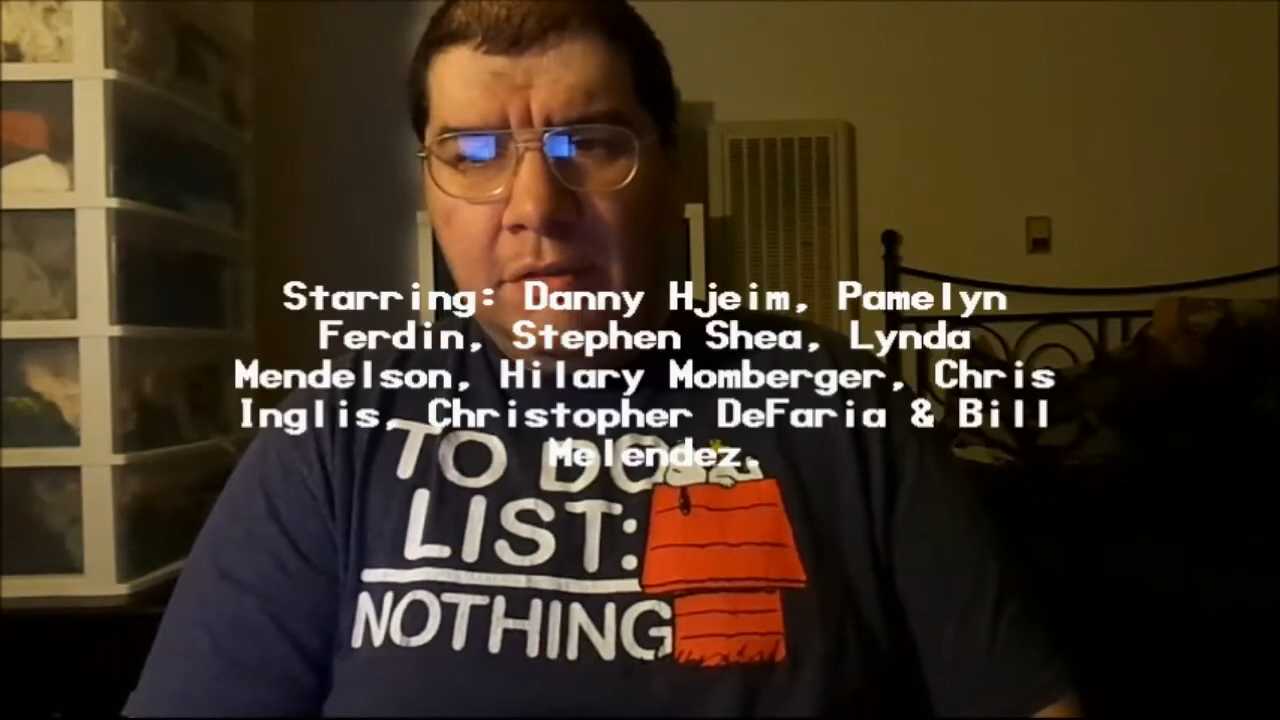 Starring: Danny Hjeim, Pamelyn
Ferdin, Stephen Shea, Lynda
Mendelson, Hilary Momberger, Chris
Inglis, Christopher DeFaria & Bill
Melendez.
TO DO
LIST:
NOTHING